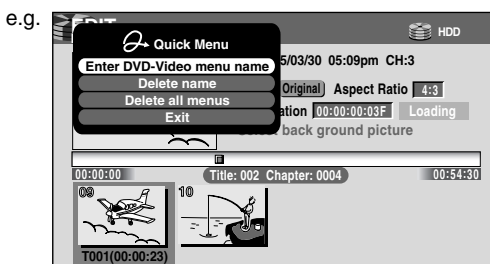 e.g.
EDIT
HDD
Quick Menu
5/03/30 05:09pm CH:3
Enter DVD-Video menu name
Delete name
Original Aspect Ratio 4:3
Delete all menus
ation 00:00:00:03F Loading
Exit
back ground picture
00:00:00 Title: 002 Chapter: 0004 00:54:30
09 10
T001(00:00:23)